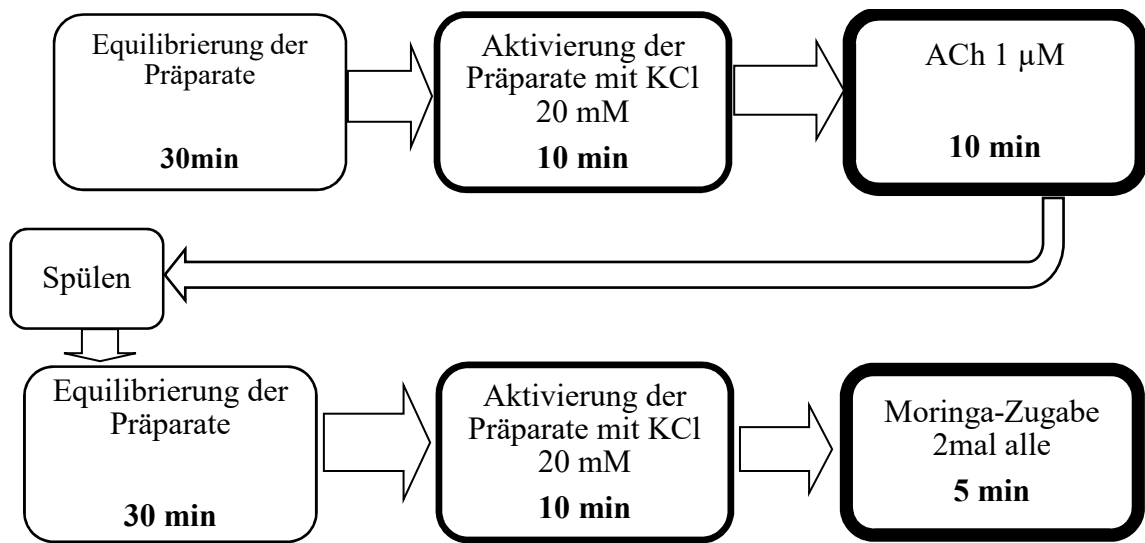 Equilibrierung der
Präparate
30min
Aktivierung der
Präparate mit KCl
20 mM
10 min
ACh 1 µM
10 min
Spülen
Equilibrierung der
Präparate
30 min
Aktivierung der
Präparate mit KCl
20 mM
10 min
Moringa-Zugabe
2mal alle
5 min